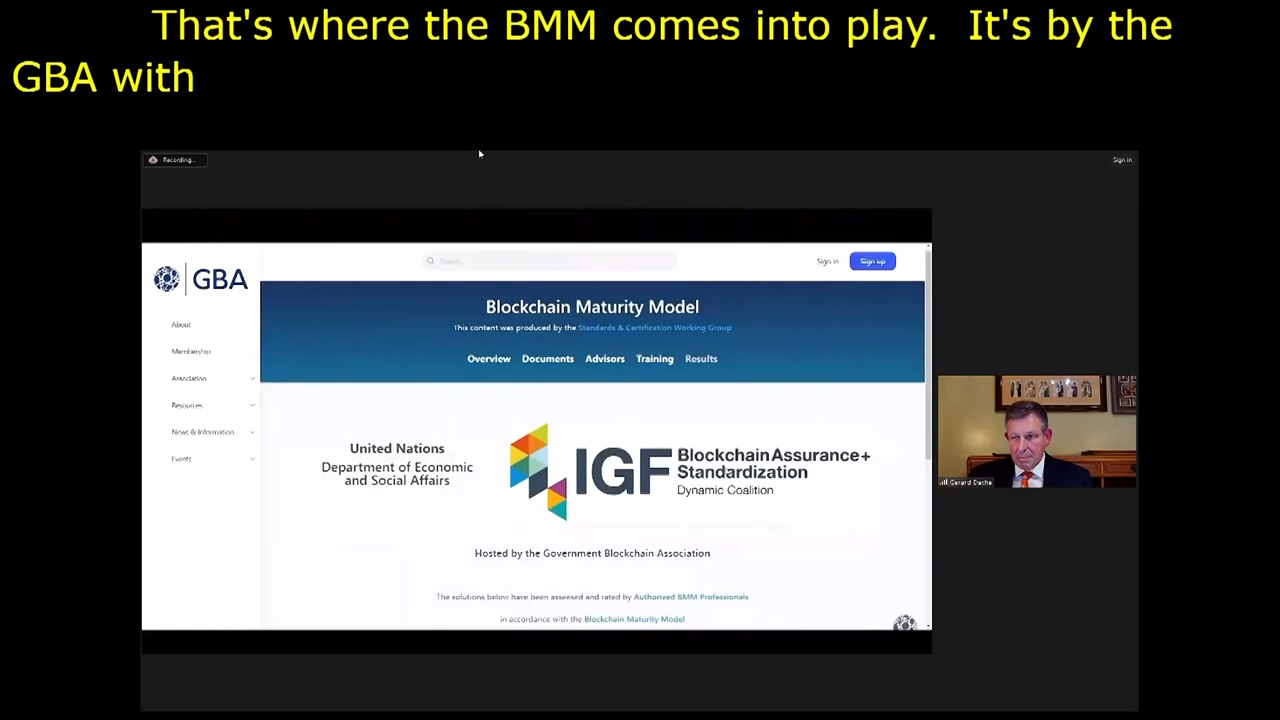 That's where the BMM comes into play. It's by the
GBA with
Recording...
Sign in
GBA
Search...
Sign in
Sign up
Blockchain Maturity Model
This content was produced by the Standards & Certification Working Group
Overview Documents Advisors Training Results
About
Membership
Association
Resources
News & Information
Events
United Nations
Department of Economic
and Social Affairs
IGF
Blockchain Assurance+
Standardization
Dynamic Coalition
Hosted by the Government Blockchain Association
The solutions below have been assessed and rated by Authorized BMM Professionals
in accordance with the Blockchain Maturity Model
Gerard Dache